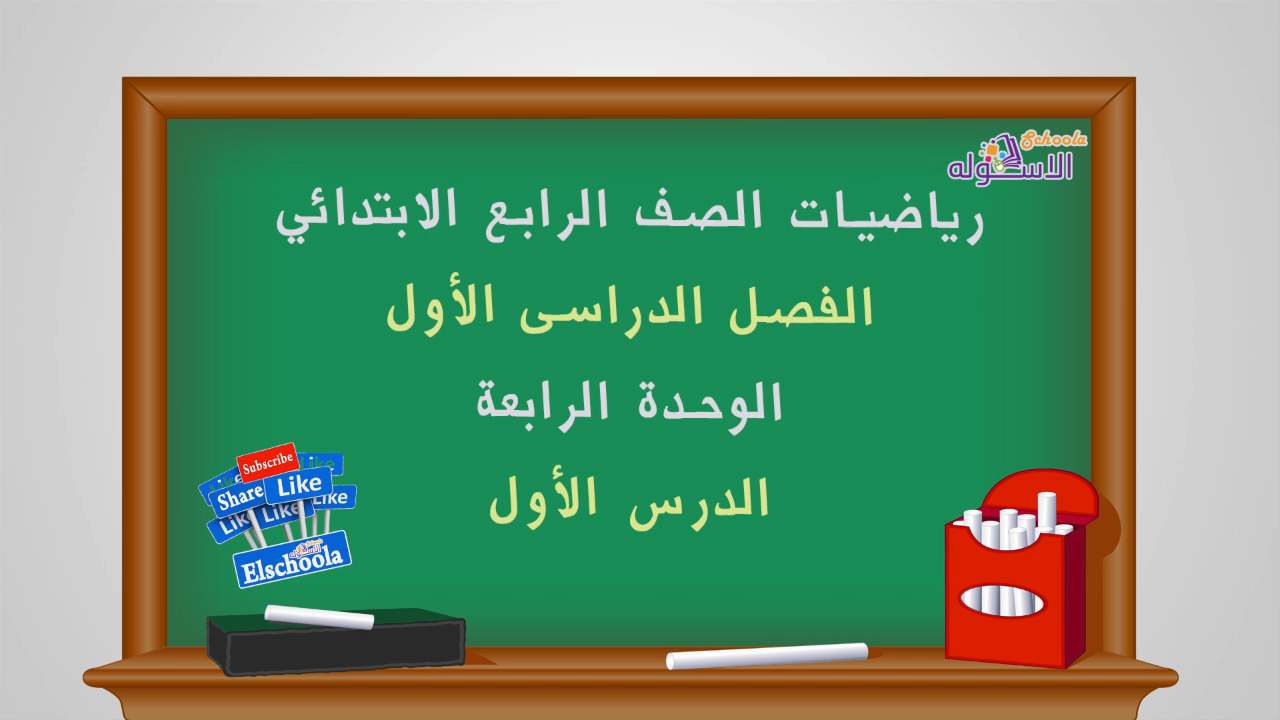 Schoola
الاسكوله
رياضيات الصف الرابع الابتدائي
الفصل الدراسى الأول
الوحدة الرابعة
الدرس الأول
Subscribe
Like
Share
Like
Like
Like
Like
Elschoola